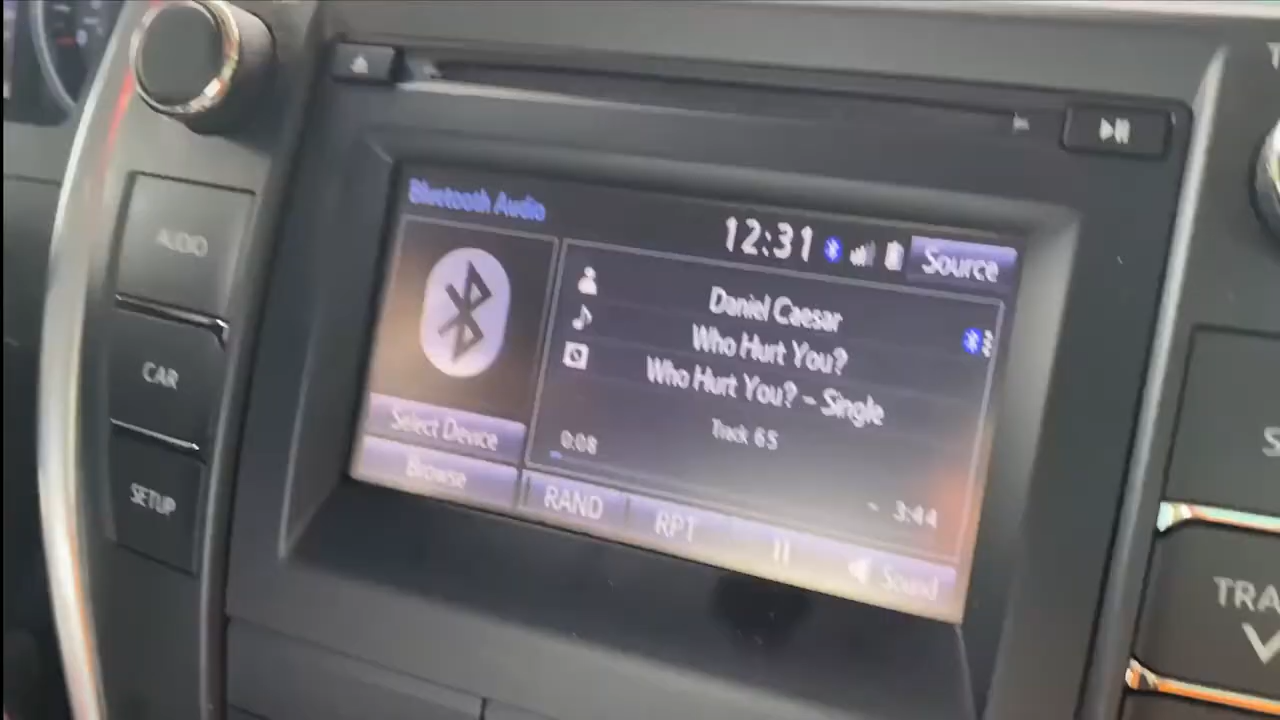 AUDIO
CAR
SETUP
Bluetooth Audio
12:31
Source
Daniel Caesar
Who Hurt You?
Who Hurt You? - Single
Track 65
0:08
- 3:44
Select Device
Browse
RAND
RPT
Sound
TRA